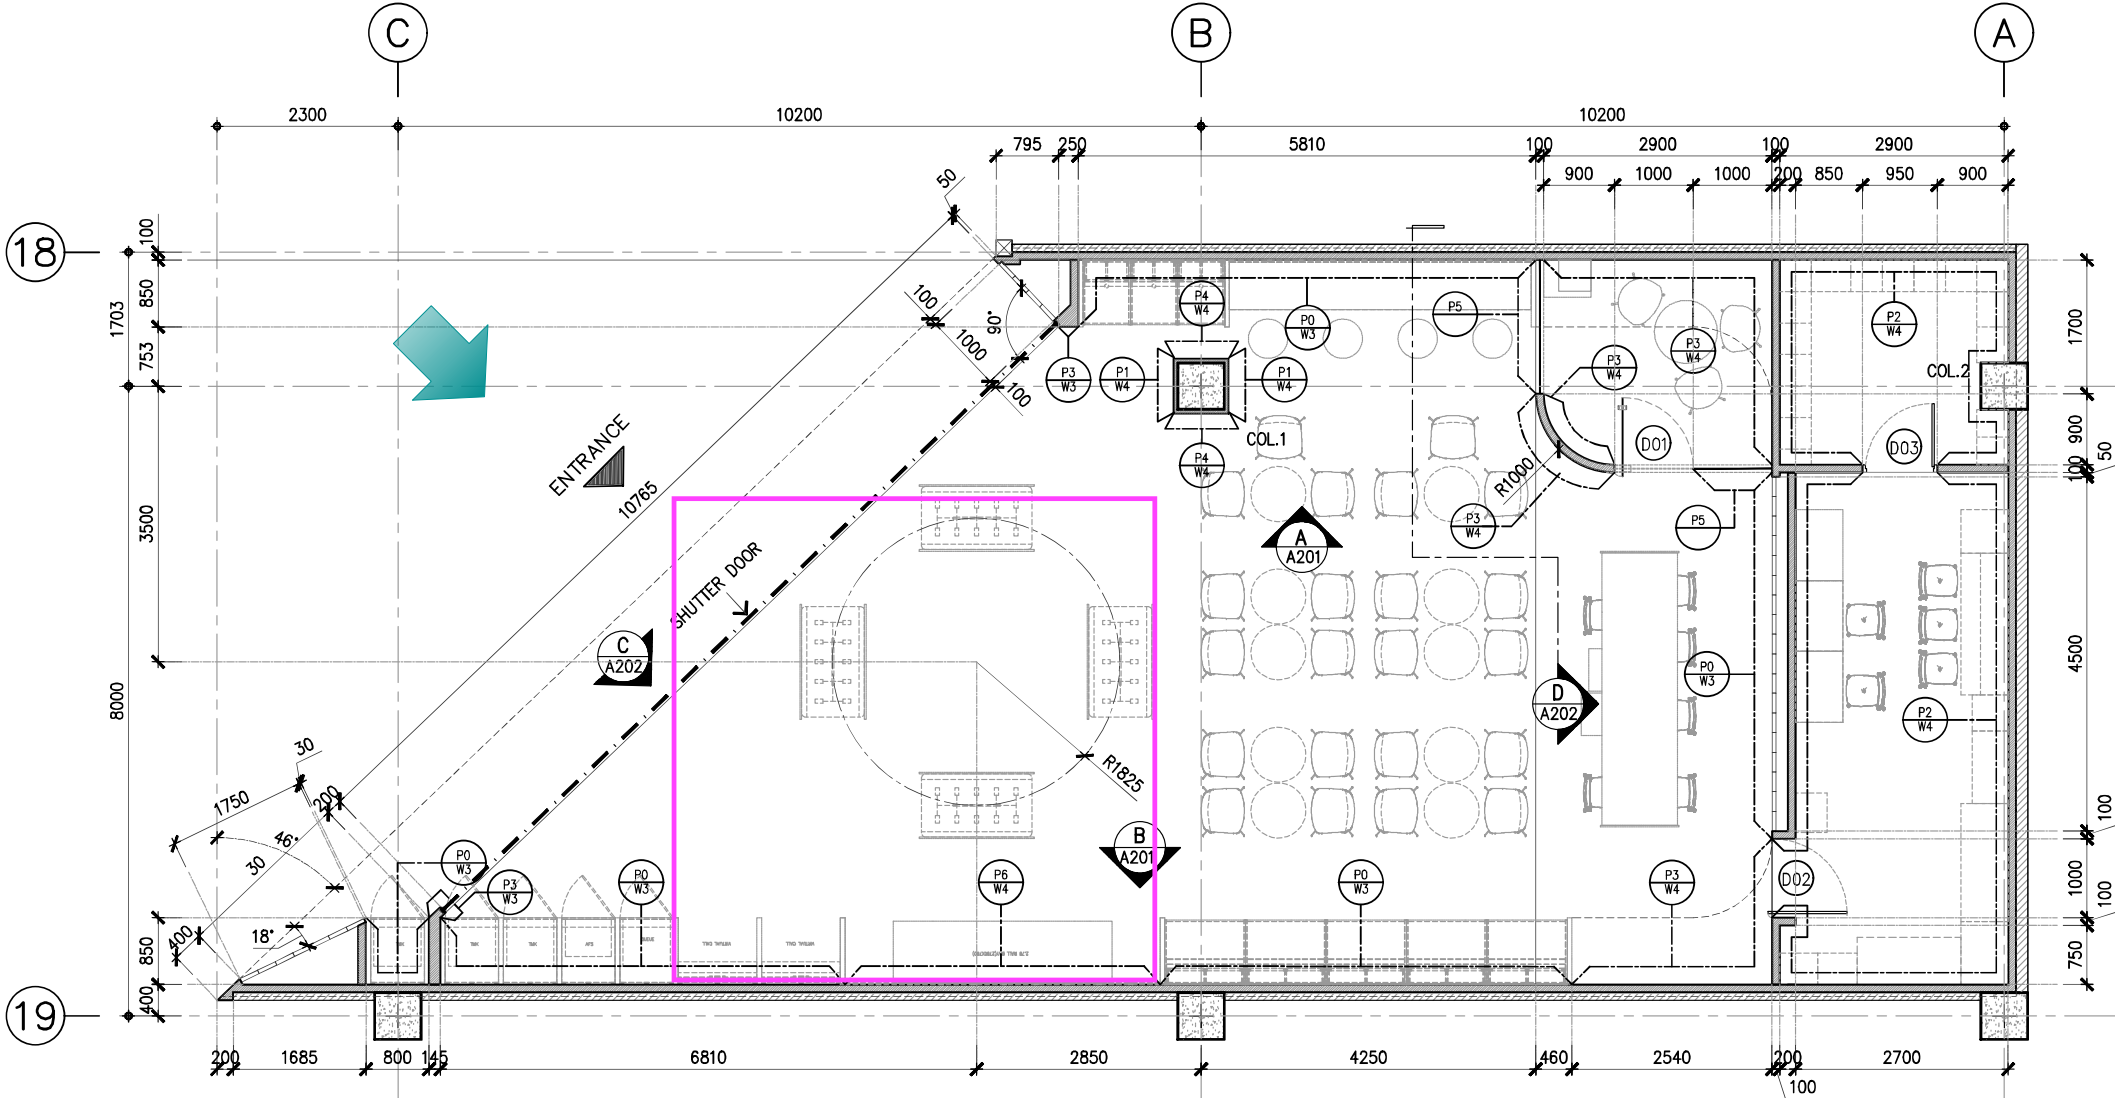 C
B
A
2300
10200
10200
795
250
5810
100
2900
100
2900
900
1000
1000
200
850
950
900
50
18
100
850
1703
753
100
1000
90°
100
P4
W4
P0
W3
P5
P3
W4
P3
W4
P2
W4
1700
P3
W3
P1
W4
P1
W4
COL.2
COL.1
ENTRANCE
P4
W4
D01
D03
900
50
100
R1000
10765
3500
P3
W4
P5
A
A201
SHUTTER DOOR
C
A202
P0
W3
4500
8000
D
A202
P2
W4
R1825
30
1750
200
46°
30
100
B
A201
P0
W3
P3
W3
P0
W3
P6
W4
P0
W3
P3
W4
D02
1000
100
400
18°
850
750
400
19
200
1685
800
145
6810
2850
4250
460
2540
200
2700
100